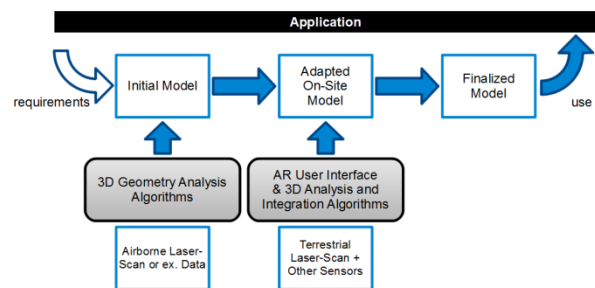 Application
requirements
Initial Model
Adapted
On-Site
Model
Finalized
Model
use
3D Geometry Analysis
Algorithms
AR User Interface
& 3D Analysis and
Integration Algorithms
Airborne Laser-
Scan or ex. Data
Terrestrial
Laser-Scan +
Other Sensors